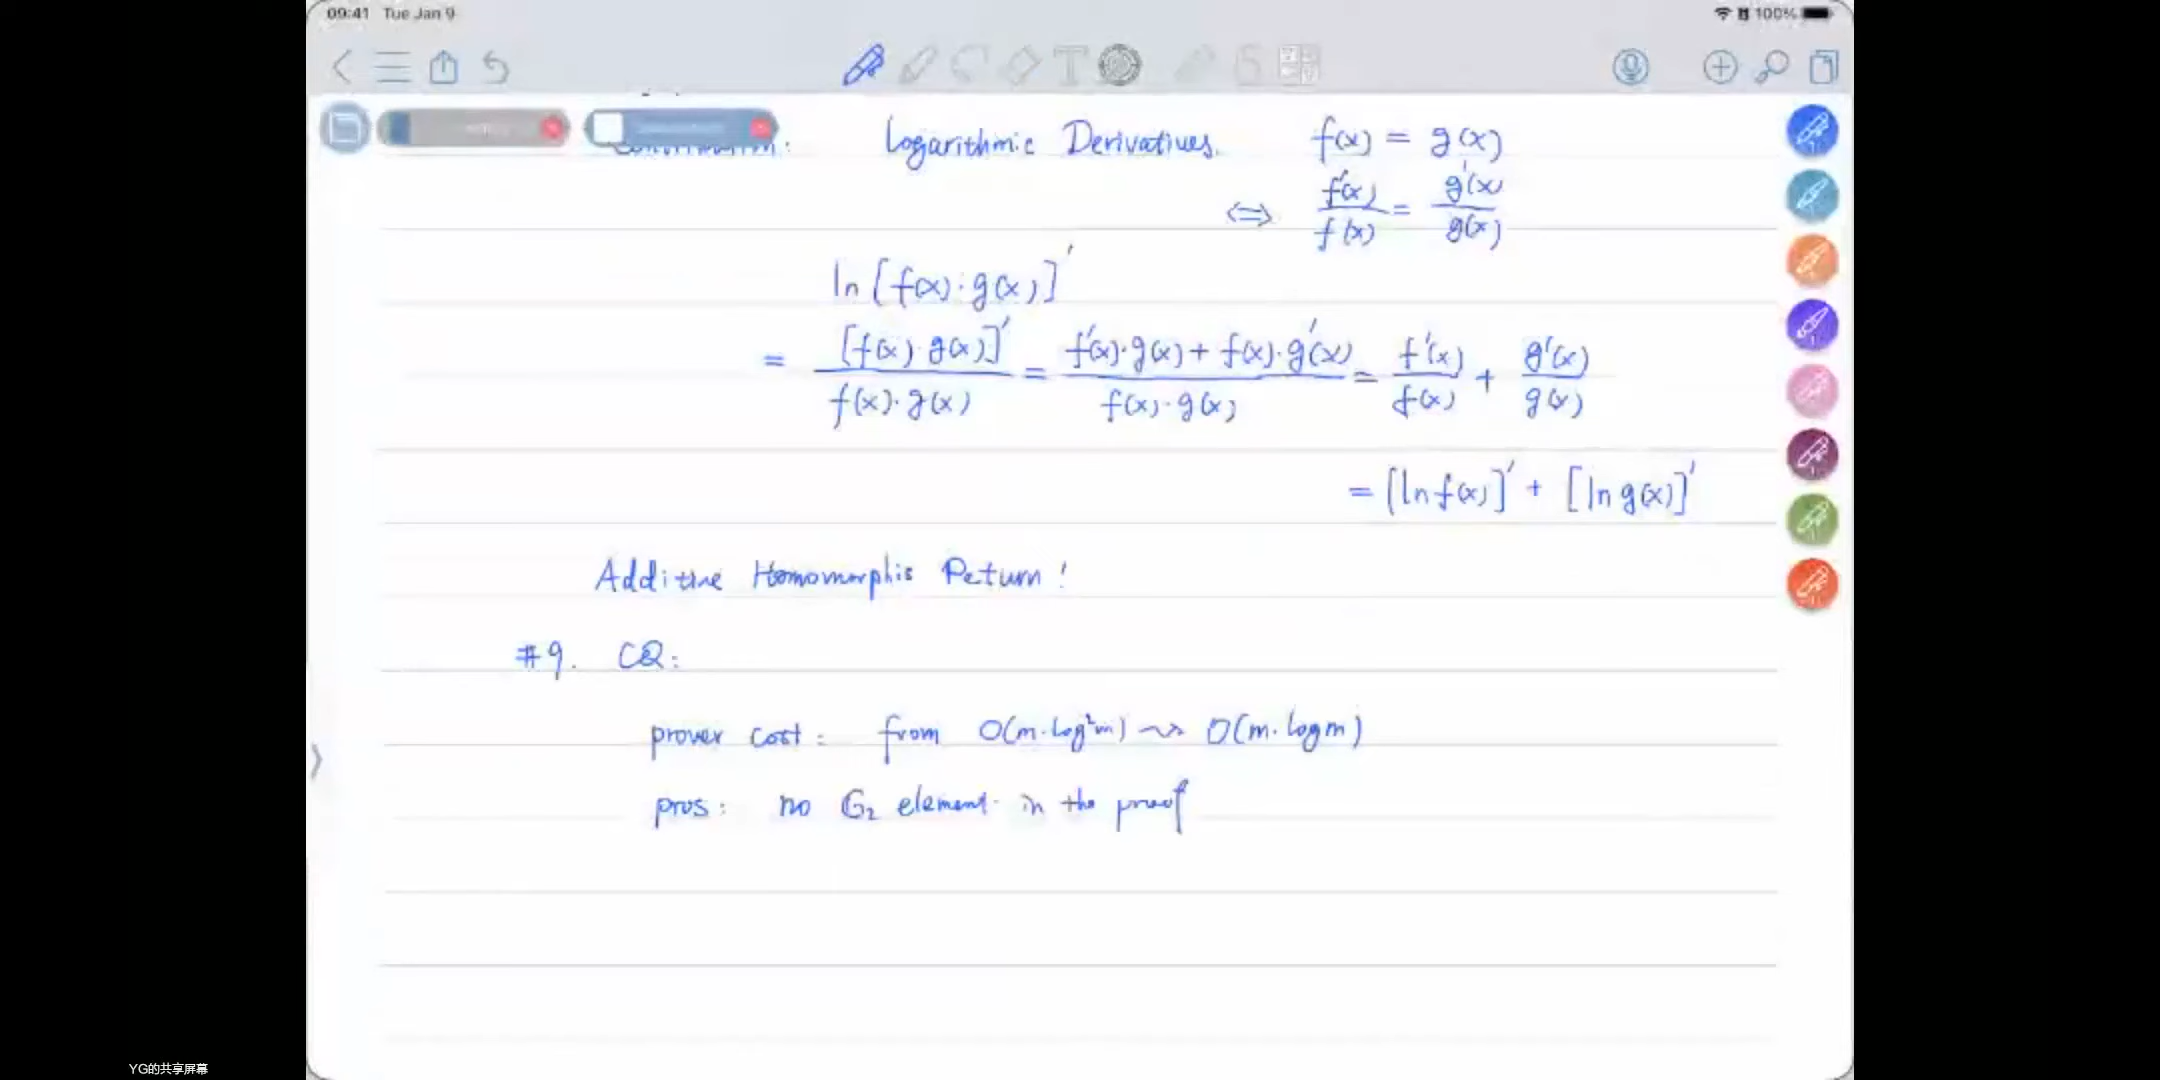 09:41 Tue Jan 9
100%
Logarithmic Derivatives. f(x) = g(x)
⇔ f'(x)/f(x) = g'(x)/g(x)
ln [f(x)·g(x)]'
= [f(x)·g(x)]'/f(x)·g(x) = f'(x)·g(x) + f(x)·g'(x)/f(x)·g(x) = f'(x)/f(x) + g'(x)/g(x)
= [ln f(x)]' + [ln g(x)]'
Additive Homomorphic Return!
#9. CQ:
prover cost: from O(m·log²m) ⇝ O(m·logm)
pros: no G₂ element in the proof
YG的共享屏幕